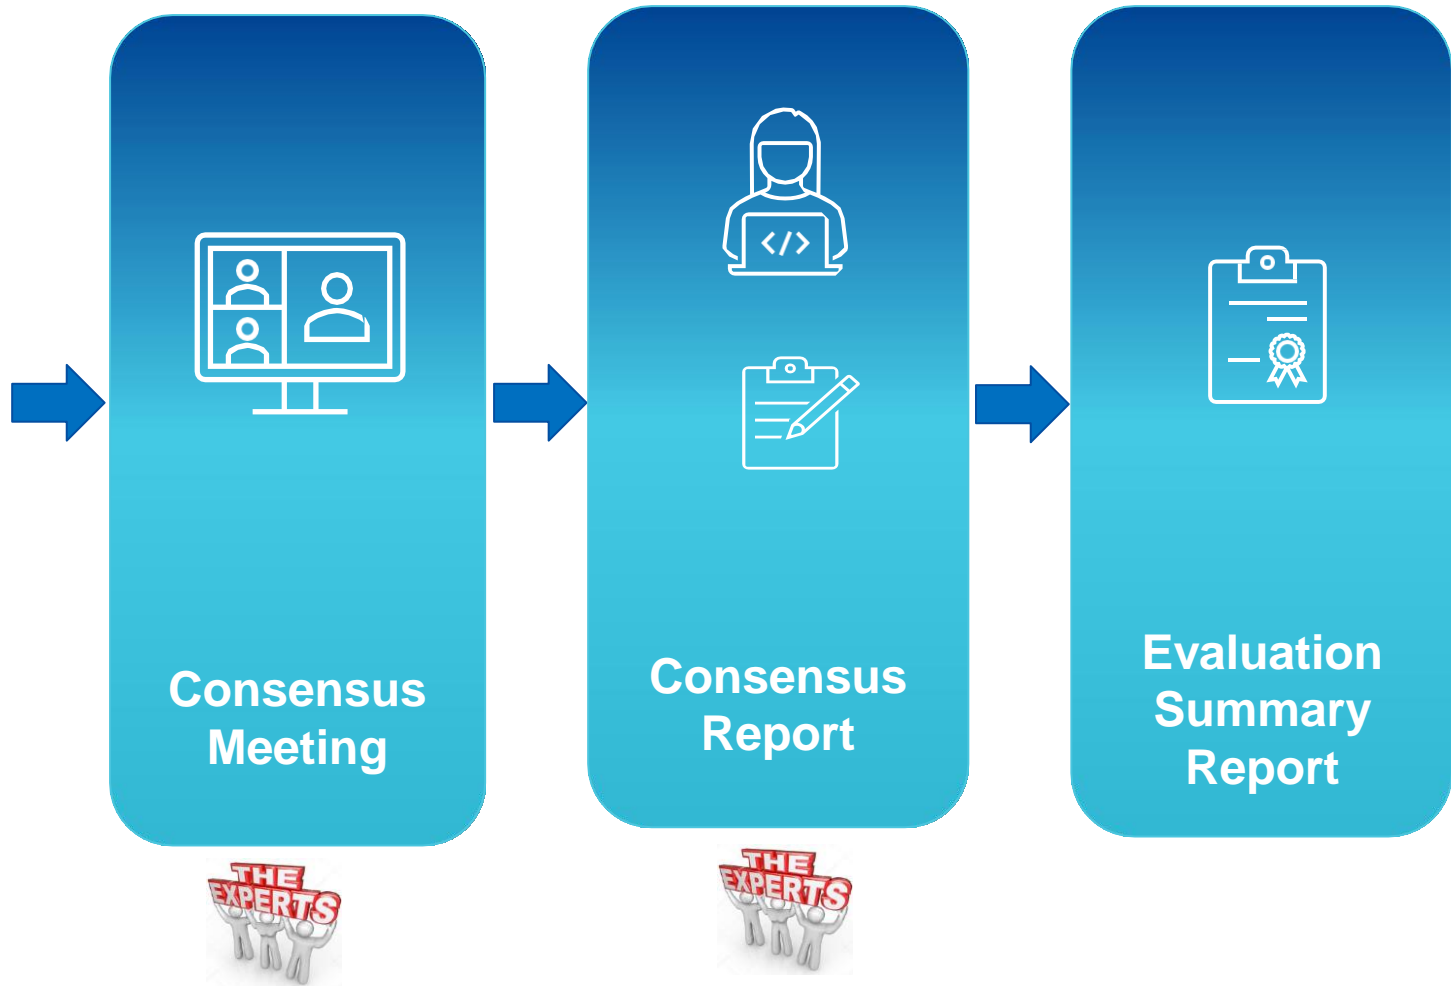 </>
Consensus
Meeting
Consensus
Report
Evaluation
Summary
Report
THE
EXPERTS
THE
EXPERTS